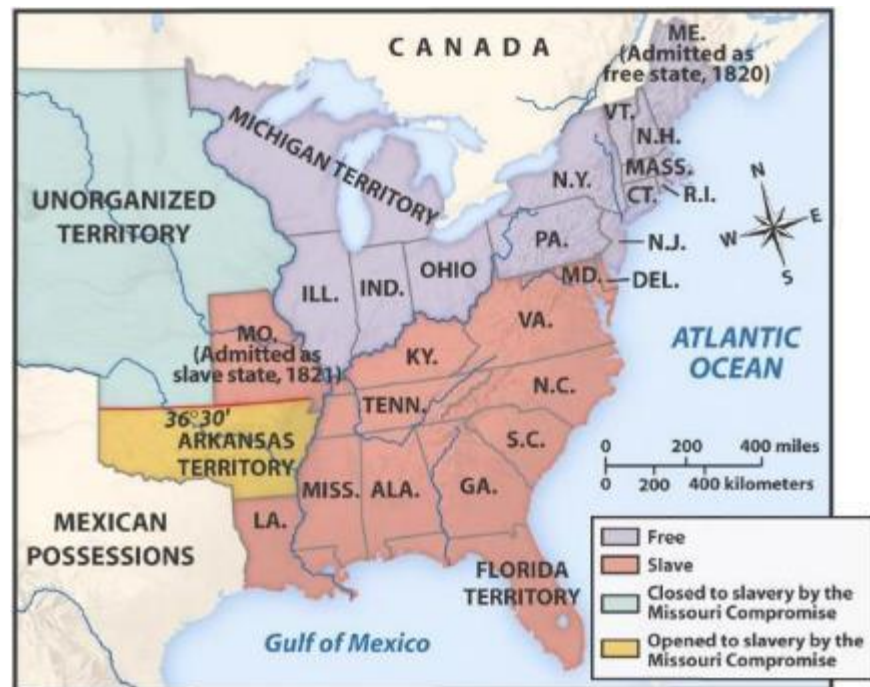 CANADA
ME.
(Admitted as
free state, 1820)
VT.
N.H.
MASS.
CT.
R.I.
N.Y.
MICHIGAN TERRITORY
UNORGANIZED
TERRITORY
PA.
N.J.
OHIO
ILL.
IND.
MD.
DEL.
N
E
W
S
MO.
(Admitted as
slave state, 1821)
VA.
KY.
ATLANTIC
OCEAN
N.C.
TENN.
36°30'
ARKANSAS
TERRITORY
S.C.
0 200 400 miles
0 200 400 kilometers
MISS.
ALA.
GA.
LA.
MEXICAN
POSSESSIONS
FLORIDA
TERRITORY
Gulf of Mexico
Free
Slave
Closed to slavery by the
Missouri Compromise
Opened to slavery by the
Missouri Compromise